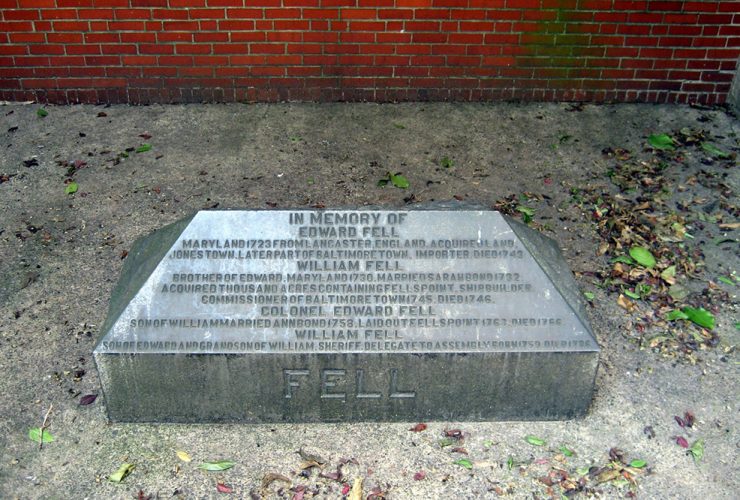 IN MEMORY OF
EDWARD FELL
MARYLAND 1723 FROM LANCASTER, ENGLAND. ACQUIRED LAND
JONES TOWN, LATER PART OF BALTIMORE TOWN. IMPORTER. DIED 1743
WILLIAM FELL
BROTHER OF EDWARD, MARYLAND 1730. MARRIED SARAH BOND 1732.
ACQUIRED THOUSAND ACRES CONTAINING FELLS POINT. SHIPBUILDER.
COMMISSIONER OF BALTIMORE TOWN 1745. DIED 1746.
COLONEL EDWARD FELL
SON OF WILLIAM MARRIED ANN BOND 1758. LAID OUT FELLS POINT 1763. DIED 1766.
WILLIAM FELL
SON OF EDWARD AND GRANDSON OF WILLIAM. SHERIFF. DELEGATE TO ASSEMBLY. BORN 1759. DIED 1786.
FELL